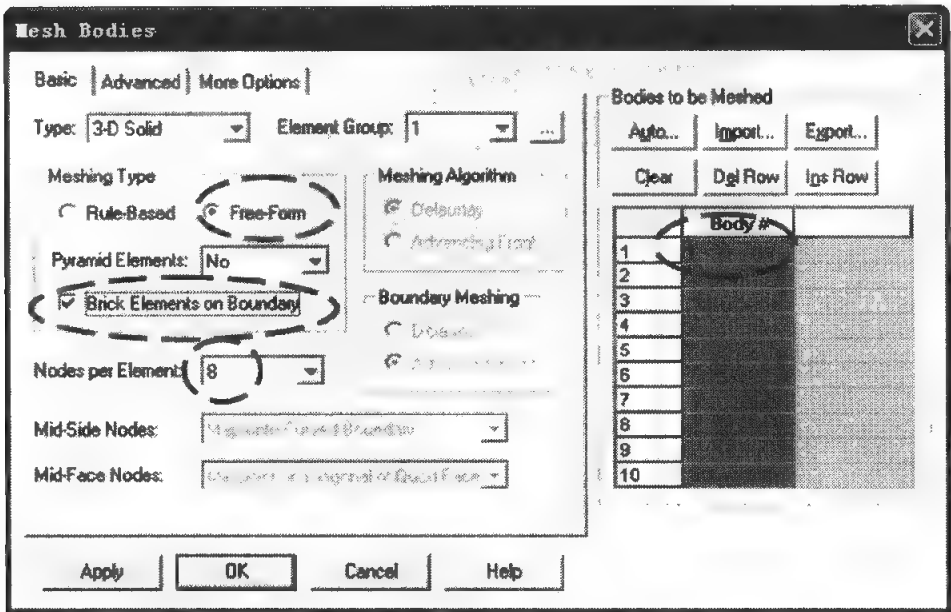 Mesh Bodies
Basic
Advanced
More Options
Type: 3-D Solid
Element Group: 1
...
Meshing Type
Rule-Based
Free-Form
Pyramid Elements: No
Brick Elements on Boundary
Nodes per Element: 8
Mid-Side Nodes:
Mid-Face Nodes:
Meshing Algorithm
Delaunay
Advancing Front
Boundary Meshing
Bodies to be Meshed
Auto...
Import...
Export...
Clear
Del Row
Ins Row
Body #
1
2
3
4
5
6
7
8
9
10
Apply
OK
Cancel
Help